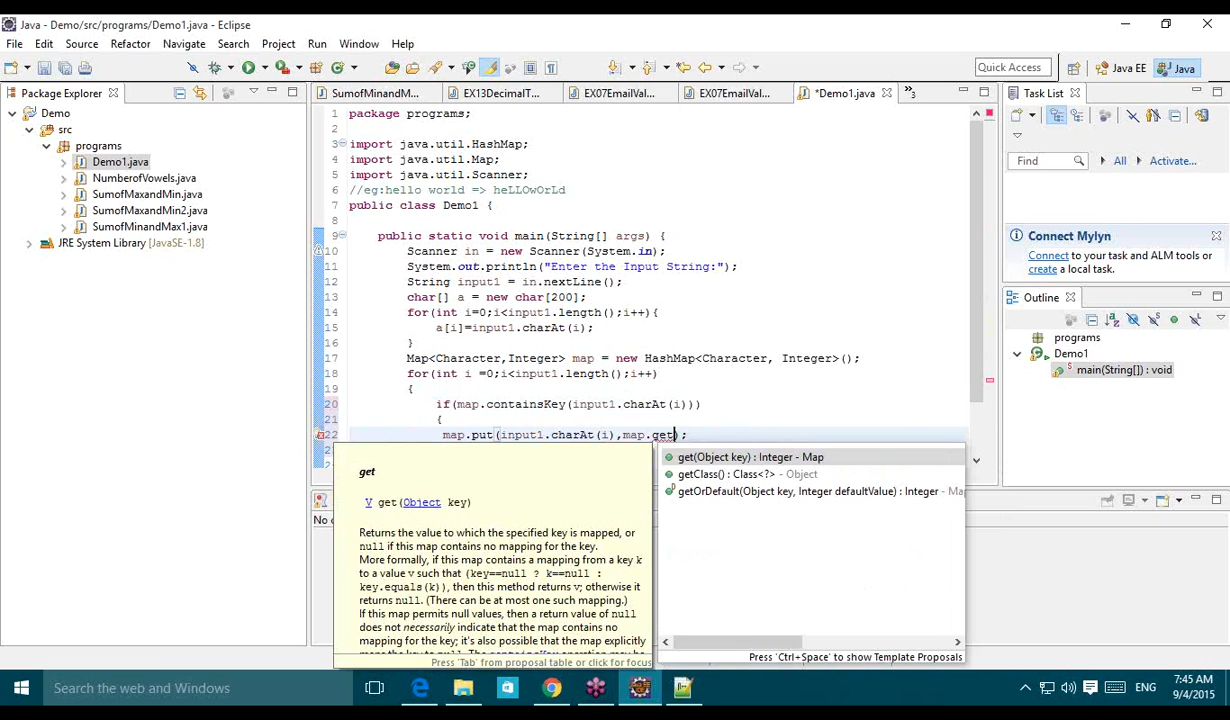 Java - Demo/src/programs/Demo1.java - Eclipse
File Edit Source Refactor Navigate Search Project Run Window Help
Quick Access Java EE Java
Package Explorer
SumofMinandM... EX13DecimalT... EX07EmailVal... EX07EmailVal... *Demo1.java »3
Task List
Demo
src
programs
Demo1.java
NumberofVowels.java
SumofMaxandMin.java
SumofMaxandMin2.java
SumofMinandMax1.java
JRE System Library [JavaSE-1.8]
1 package programs;
2
3 import java.util.HashMap;
4 import java.util.Map;
5 import java.util.Scanner;
6 //eg:hello world => heLLOwOrLd
7 public class Demo1 {
8
9 public static void main(String[] args) {
10 Scanner in = new Scanner(System.in);
11 System.out.println("Enter the Input String:");
12 String input1 = in.nextLine();
13 char[] a = new char[200];
14 for(int i=0;i<input1.length();i++){
15 a[i]=input1.charAt(i);
16 }
17 Map<Character,Integer> map = new HashMap<Character, Integer>();
18 for(int i =0;i<input1.length();i++)
19 {
20 if(map.containsKey(input1.charAt(i)))
21 {
22 map.put(input1.charAt(i),map.get);
get
V get(Object key)
Returns the value to which the specified key is mapped, or
null if this map contains no mapping for the key.
More formally, if this map contains a mapping from a key k
to a value v such that (key==null ? k==null :
key.equals(k)), then this method returns v; otherwise it
returns null. (There can be at most one such mapping.)
If this map permits null values, then a return value of null
does not necessarily indicate that the map contains no
mapping for the key; it's also possible that the map explicitly
Press 'Tab' from proposal table or click for focus
get(Object key) : Integer - Map
getClass() : Class<?> - Object
getOrDefault(Object key, Integer defaultValue) : Integer - Ma
Press 'Ctrl+Space' to show Template Proposals
Find All Activate...
Connect Mylyn
Connect to your task and ALM tools or
create a local task.
Outline
programs
Demo1
main(String[]) : void
Search the web and Windows
ENG
7:45 AM
9/4/2015